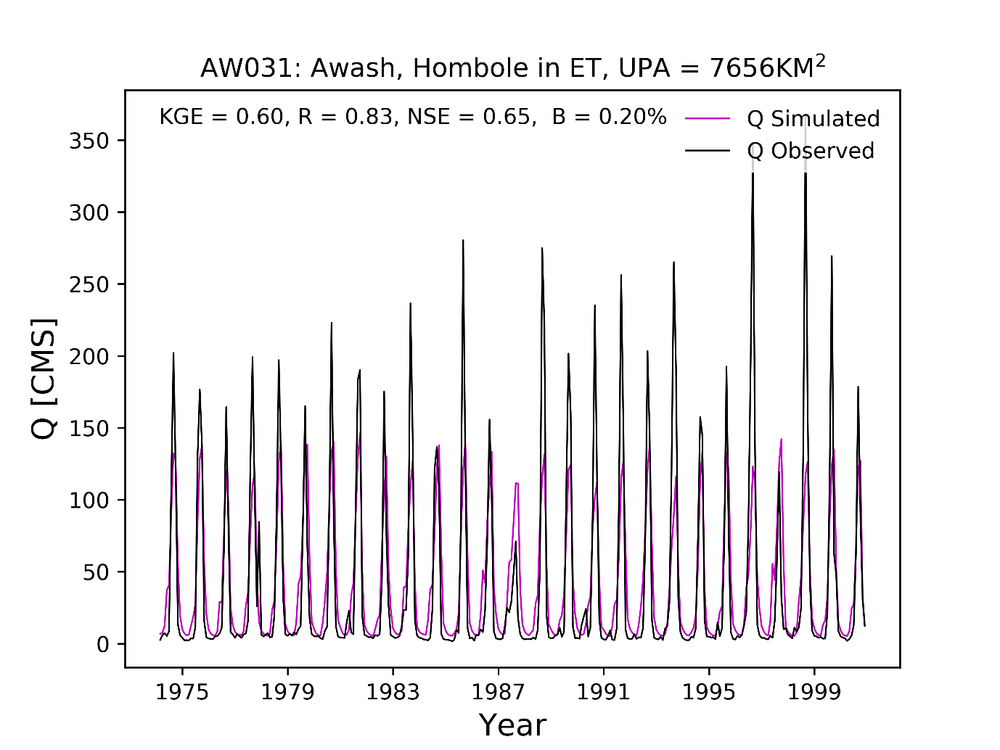 AW031: Awash, Hombole in ET, UPA = 7656KM²
KGE = 0.60, R = 0.83, NSE = 0.65,  B = 0.20%
Q Simulated
Q Observed
350
300
250
200
150
100
50
0
Q [CMS]
1975 1979 1983 1987 1991 1995 1999
Year